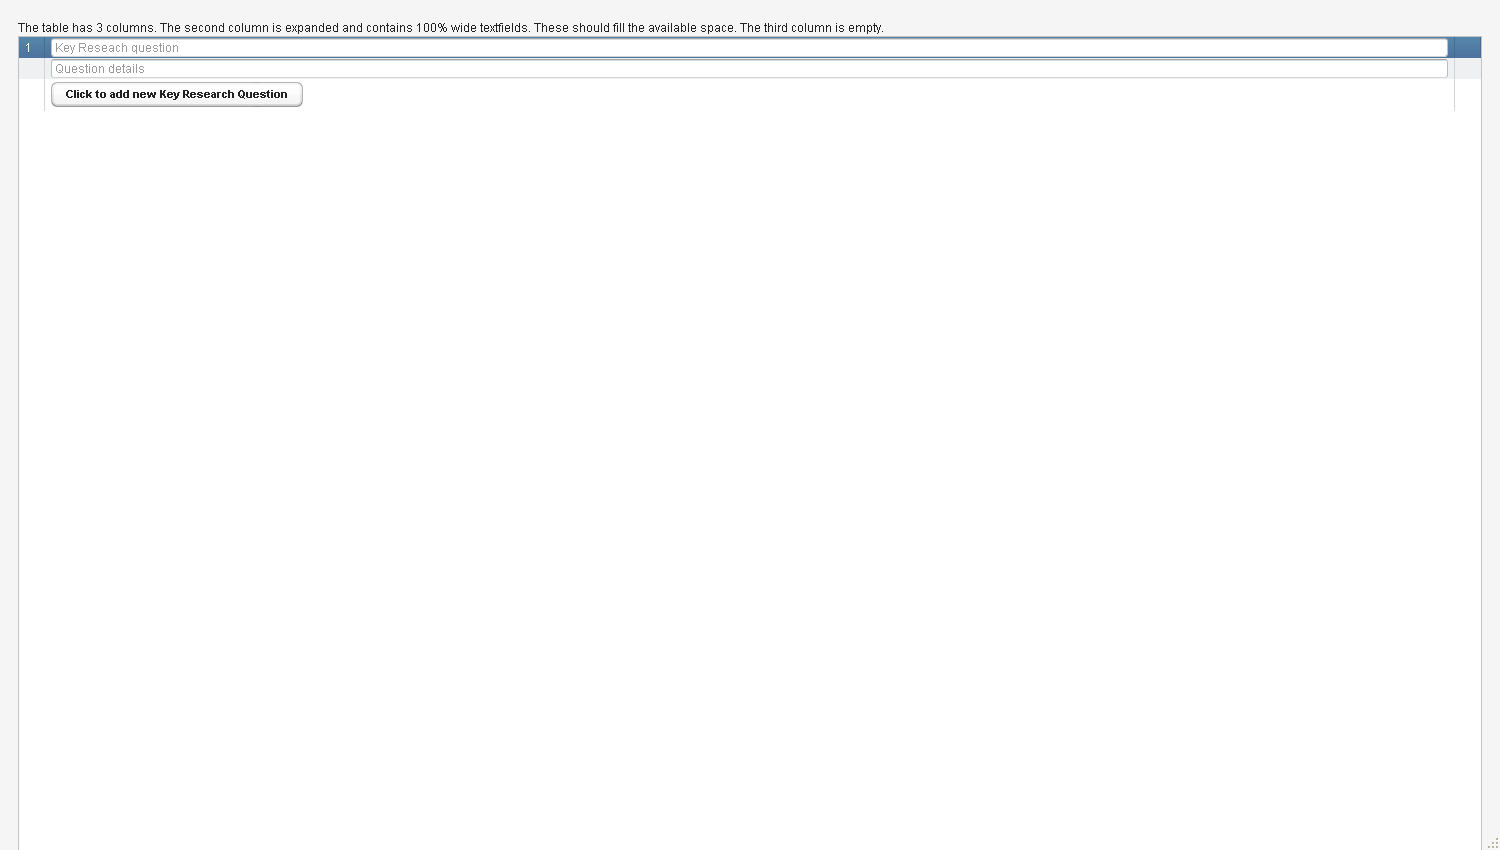 The table has 3 columns. The second column is expanded and contains 100% wide textfields. These should fill the available space. The third column is empty.
1 Key Reseach question
Question details
Click to add new Key Research Question